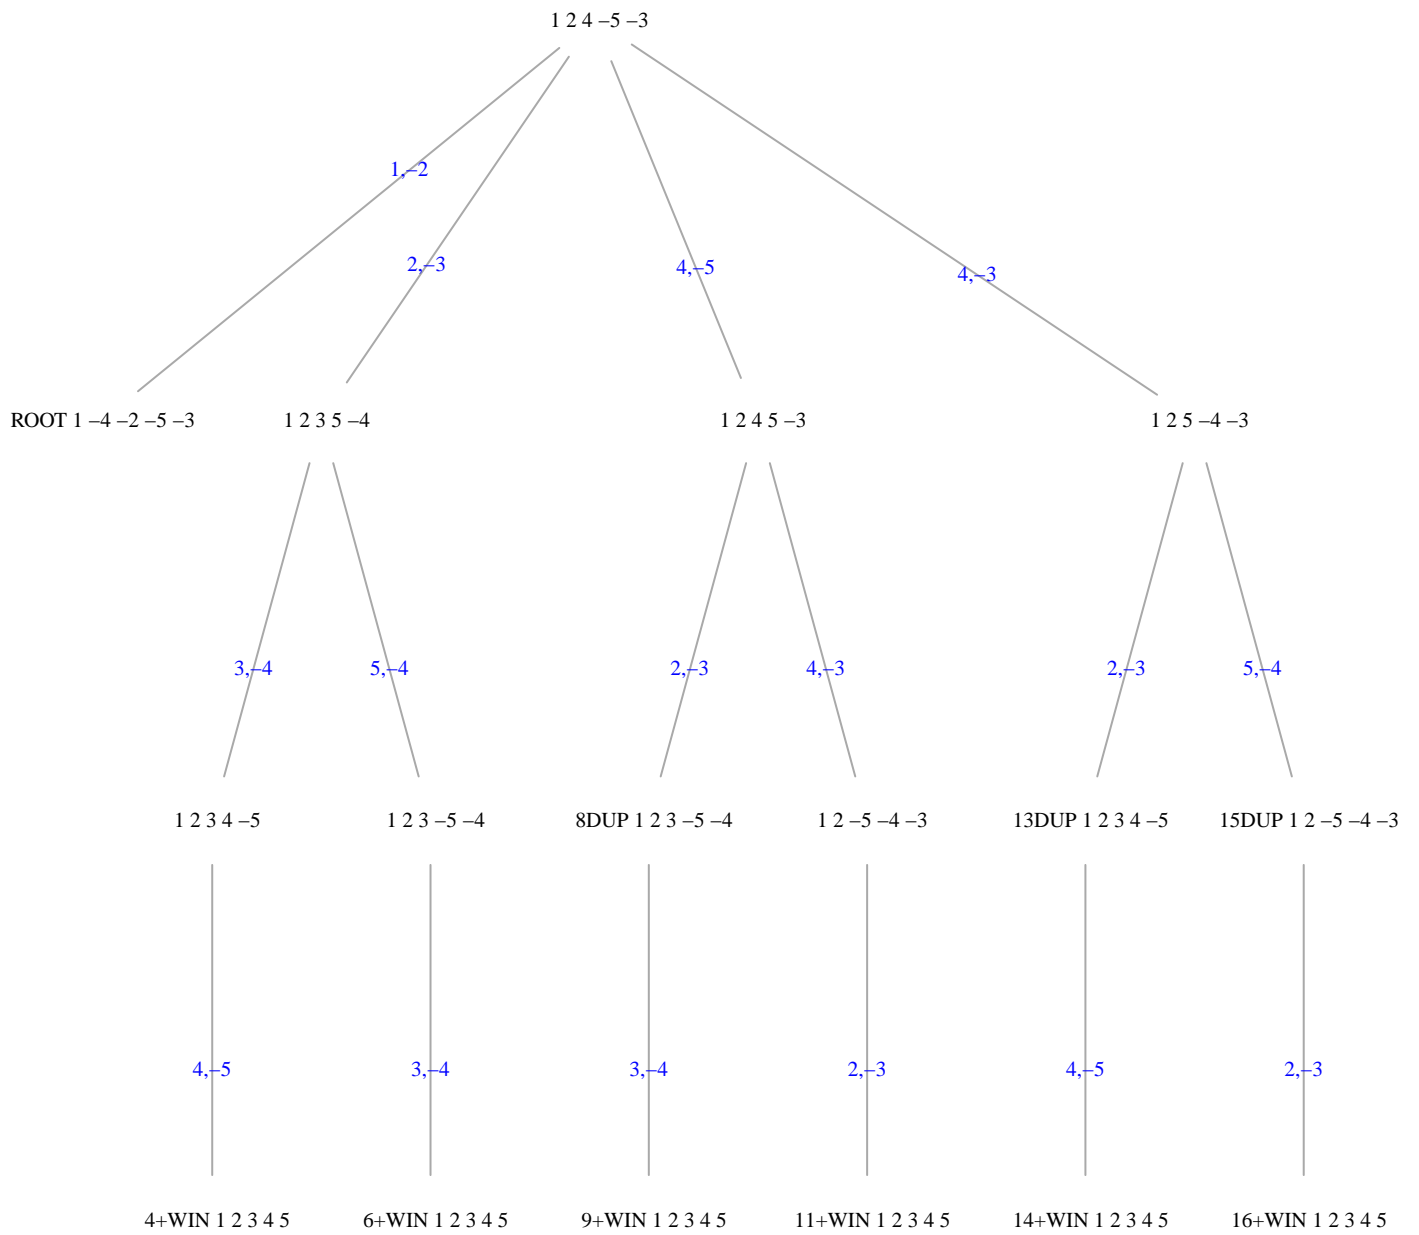 1 2 4 –5 –3
1,–2
2,–3
4,–5
4,–3
ROOT 1 –4 –2 –5 –3
1 2 3 5 –4
1 2 4 5 –3
1 2 5 –4 –3
3,–4
5,–4
2,–3
4,–3
2,–3
5,–4
1 2 3 4 –5
1 2 3 –5 –4
8DUP 1 2 3 –5 –4
1 2 –5 –4 –3
13DUP 1 2 3 4 –5
15DUP 1 2 –5 –4 –3
4,–5
3,–4
3,–4
2,–3
4,–5
2,–3
4+WIN 1 2 3 4 5
6+WIN 1 2 3 4 5
9+WIN 1 2 3 4 5
11+WIN 1 2 3 4 5
14+WIN 1 2 3 4 5
16+WIN 1 2 3 4 5